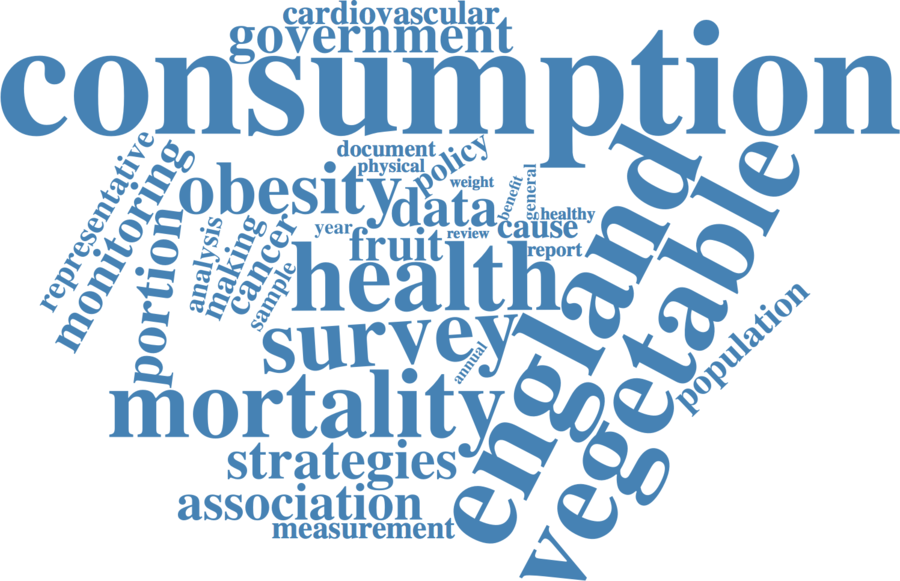 cardiovascular
government
consumption
document
physical
policy
representative
monitoring
obesity
weight
benefit
general
data
healthy
portion
analysis
making
cancer
year
review
cause
fruit
report
sample
health
england
vegetable
survey
annual
population
mortality
strategies
association
measurement